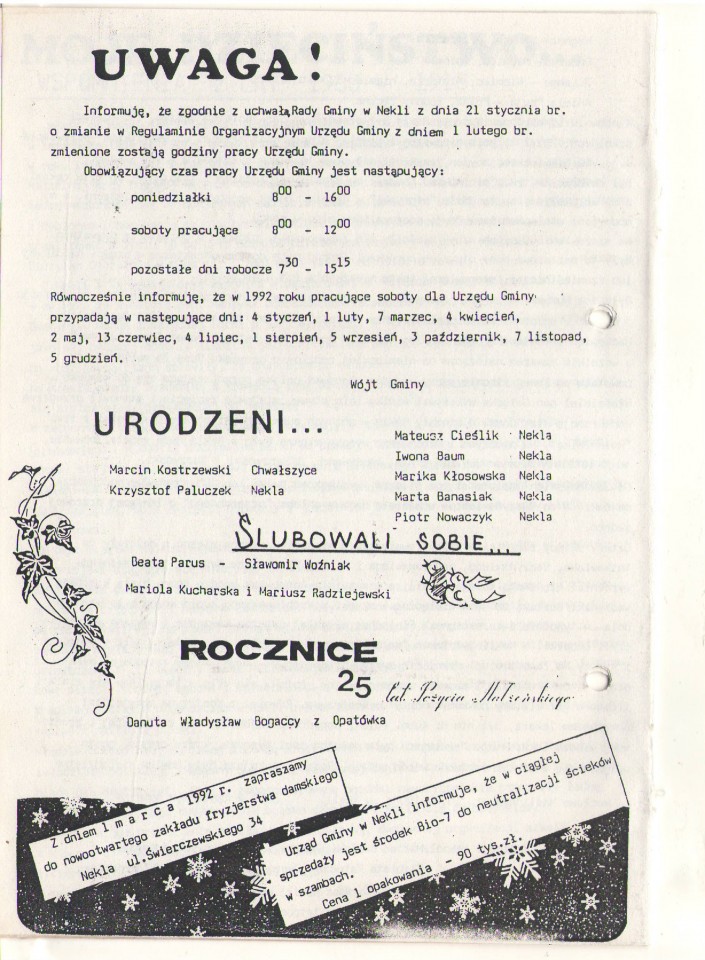 UWAGA!
Informuję, że zgodnie z uchwałą Rady Gminy w Nekli z dnia 21 stycznia br.
o zmianie w Regulaminie Organizacyjnym Urzędu Gminy z dniem 1 lutego br.
zmienione zostają godziny pracy Urzędu Gminy.
Obowiązujący czas pracy Urzędu Gminy jest nastąpujący:
poniedziałki 8⁰⁰ - 16⁰⁰
soboty pracujące 8⁰⁰ - 12⁰⁰
pozostałe dni robocze 7³⁰ - 15¹⁵
Równocześnie informuję, że w 1992 roku pracujące soboty dla Urzędu Gminy
przypadają w następujące dni: 4 styczeń, 1 luty, 7 marzec, 4 kwiecień,
2 maj, 13 czerwiec, 4 lipiec, 1 sierpień, 5 wrzesień, 3 październik, 7 listopad,
5 grudzień.
Wójt Gminy
URODZENI...
Marcin Kostrzewski Chwałszyce
Krzysztof Paluczek Nekla
Mateusz Cieślik Nekla
Iwona Baum Nekla
Marika Kłosowska Nekla
Marta Banasiak Nekla
Piotr Nowaczyk Nekla
ŚLUBOWALI SOBIE...
Beata Parus - Sławomir Woźniak
Mariola Kucharska i Mariusz Radziejewski
ROCZNICE
25 Lat Pożycia Małżeńskiego
Danuta Władysław Bogaccy z Opatówka
Z dniem 1 marca 1992 r. zapraszamy
do nowootwartego zakładu fryzjerstwa damskiego
Nekla ul.Świerczewskiego 34
Urząd Gminy w Nekli informuje, że w ciągłej
sprzedaży jest środek Bio-7 do neutralizacji ścieków
w szambach.
Cena 1 opakowania - 90 tys.zł.